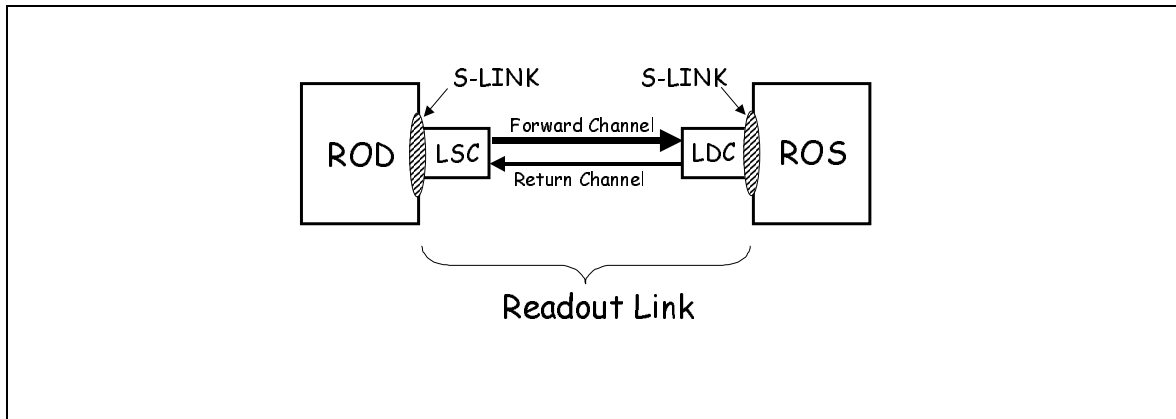 S-LINK
S-LINK
ROD
LSC
Forward Channel
Return Channel
LDC
ROS
Readout Link